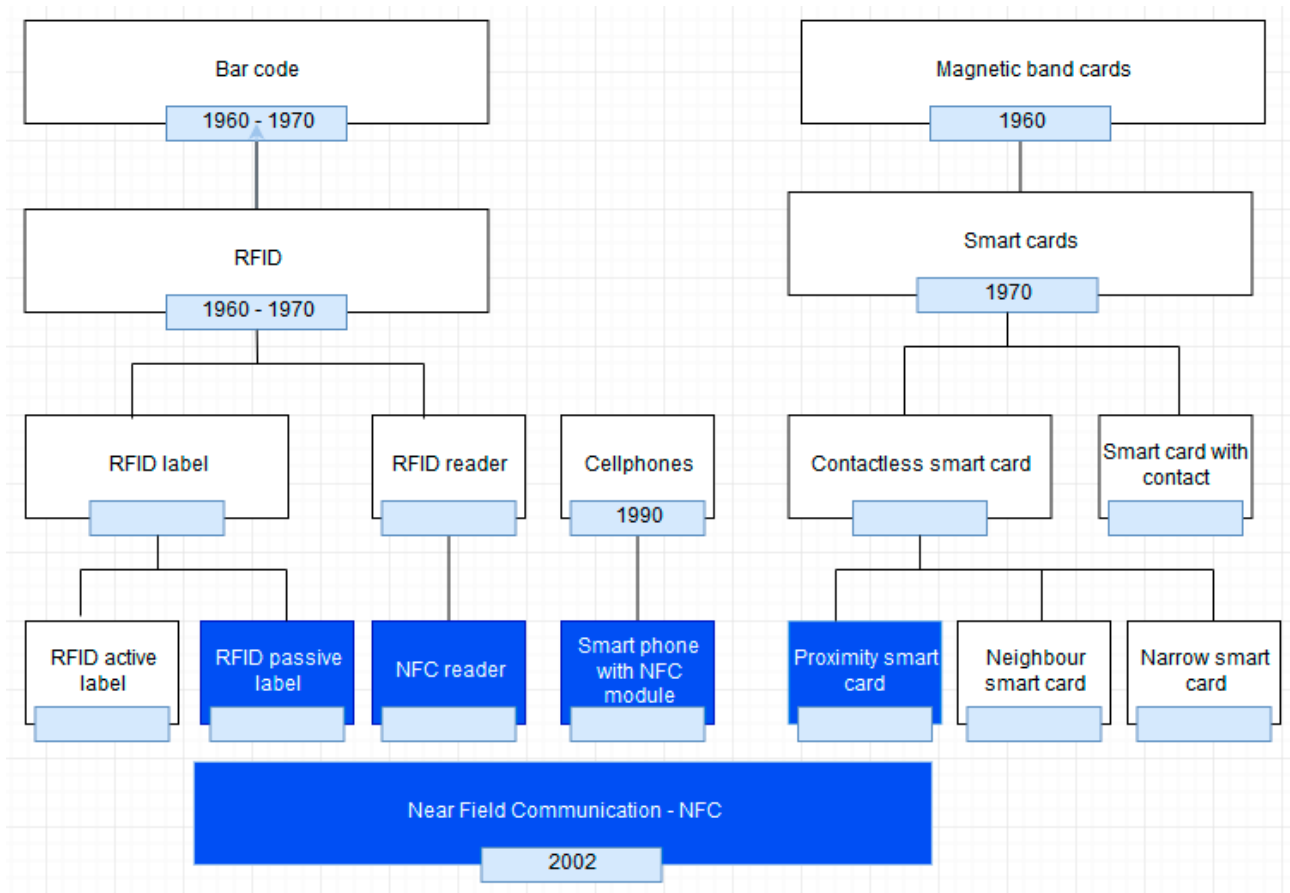 Bar code
1960 - 1970
Magnetic band cards
1960
RFID
1960 - 1970
Smart cards
1970
RFID label
RFID reader
Cellphones
1990
Contactless smart card
Smart card with
contact
RFID active
label
RFID passive
label
NFC reader
Smart phone
with NFC
module
Proximity smart
card
Neighbour
smart card
Narrow smart
card
Near Field Communication - NFC
2002